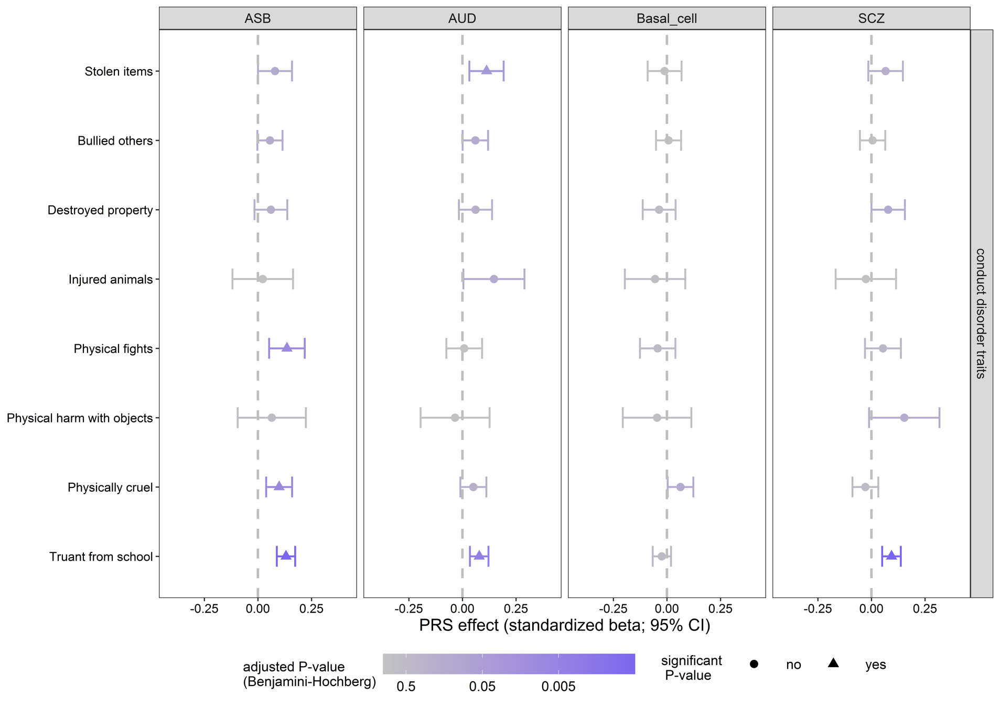 ASB
AUD
Basal_cell
SCZ
Stolen items
Bullied others
Destroyed property
Injured animals
Physical fights
Physical harm with objects
Physically cruel
Truant from school
conduct disorder traits
-0.25 0.00 0.25
-0.25 0.00 0.25
-0.25 0.00 0.25
-0.25 0.00 0.25
PRS effect (standardized beta; 95% CI)
adjusted P-value
(Benjamini-Hochberg)
0.5 0.05 0.005
significant
P-value
no
yes